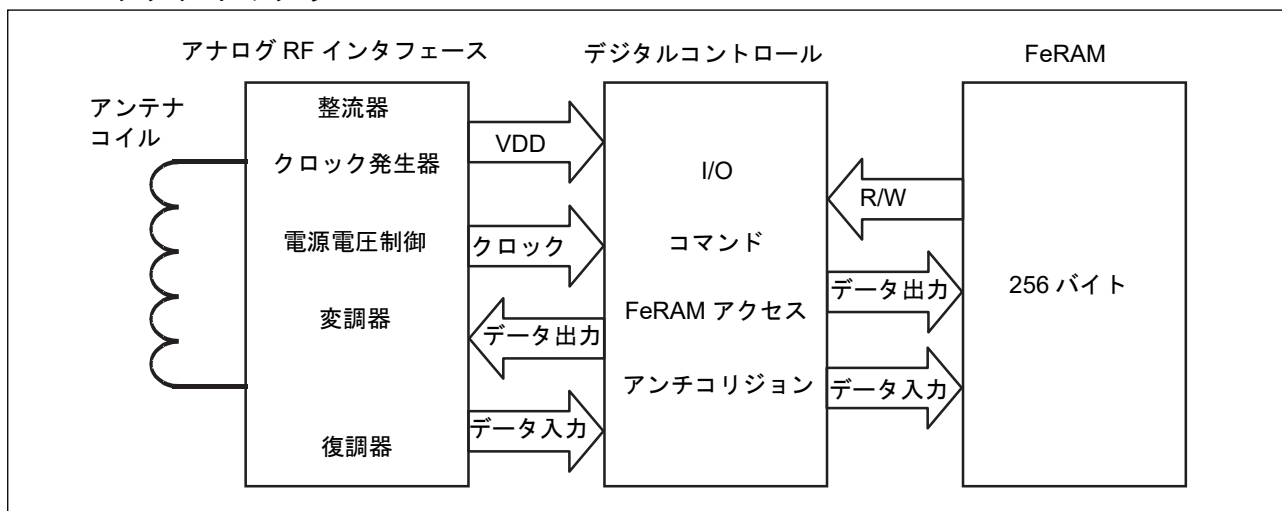 アナログ RF インタフェース
デジタルコントロール
FeRAM
アンテナ
コイル
整流器
クロック発生器
電源電圧制御
変調器
復調器
VDD
クロック
データ出力
データ入力
I/O
コマンド
FeRAM アクセス
アンチコリジョン
R/W
データ出力
データ入力
256 バイト